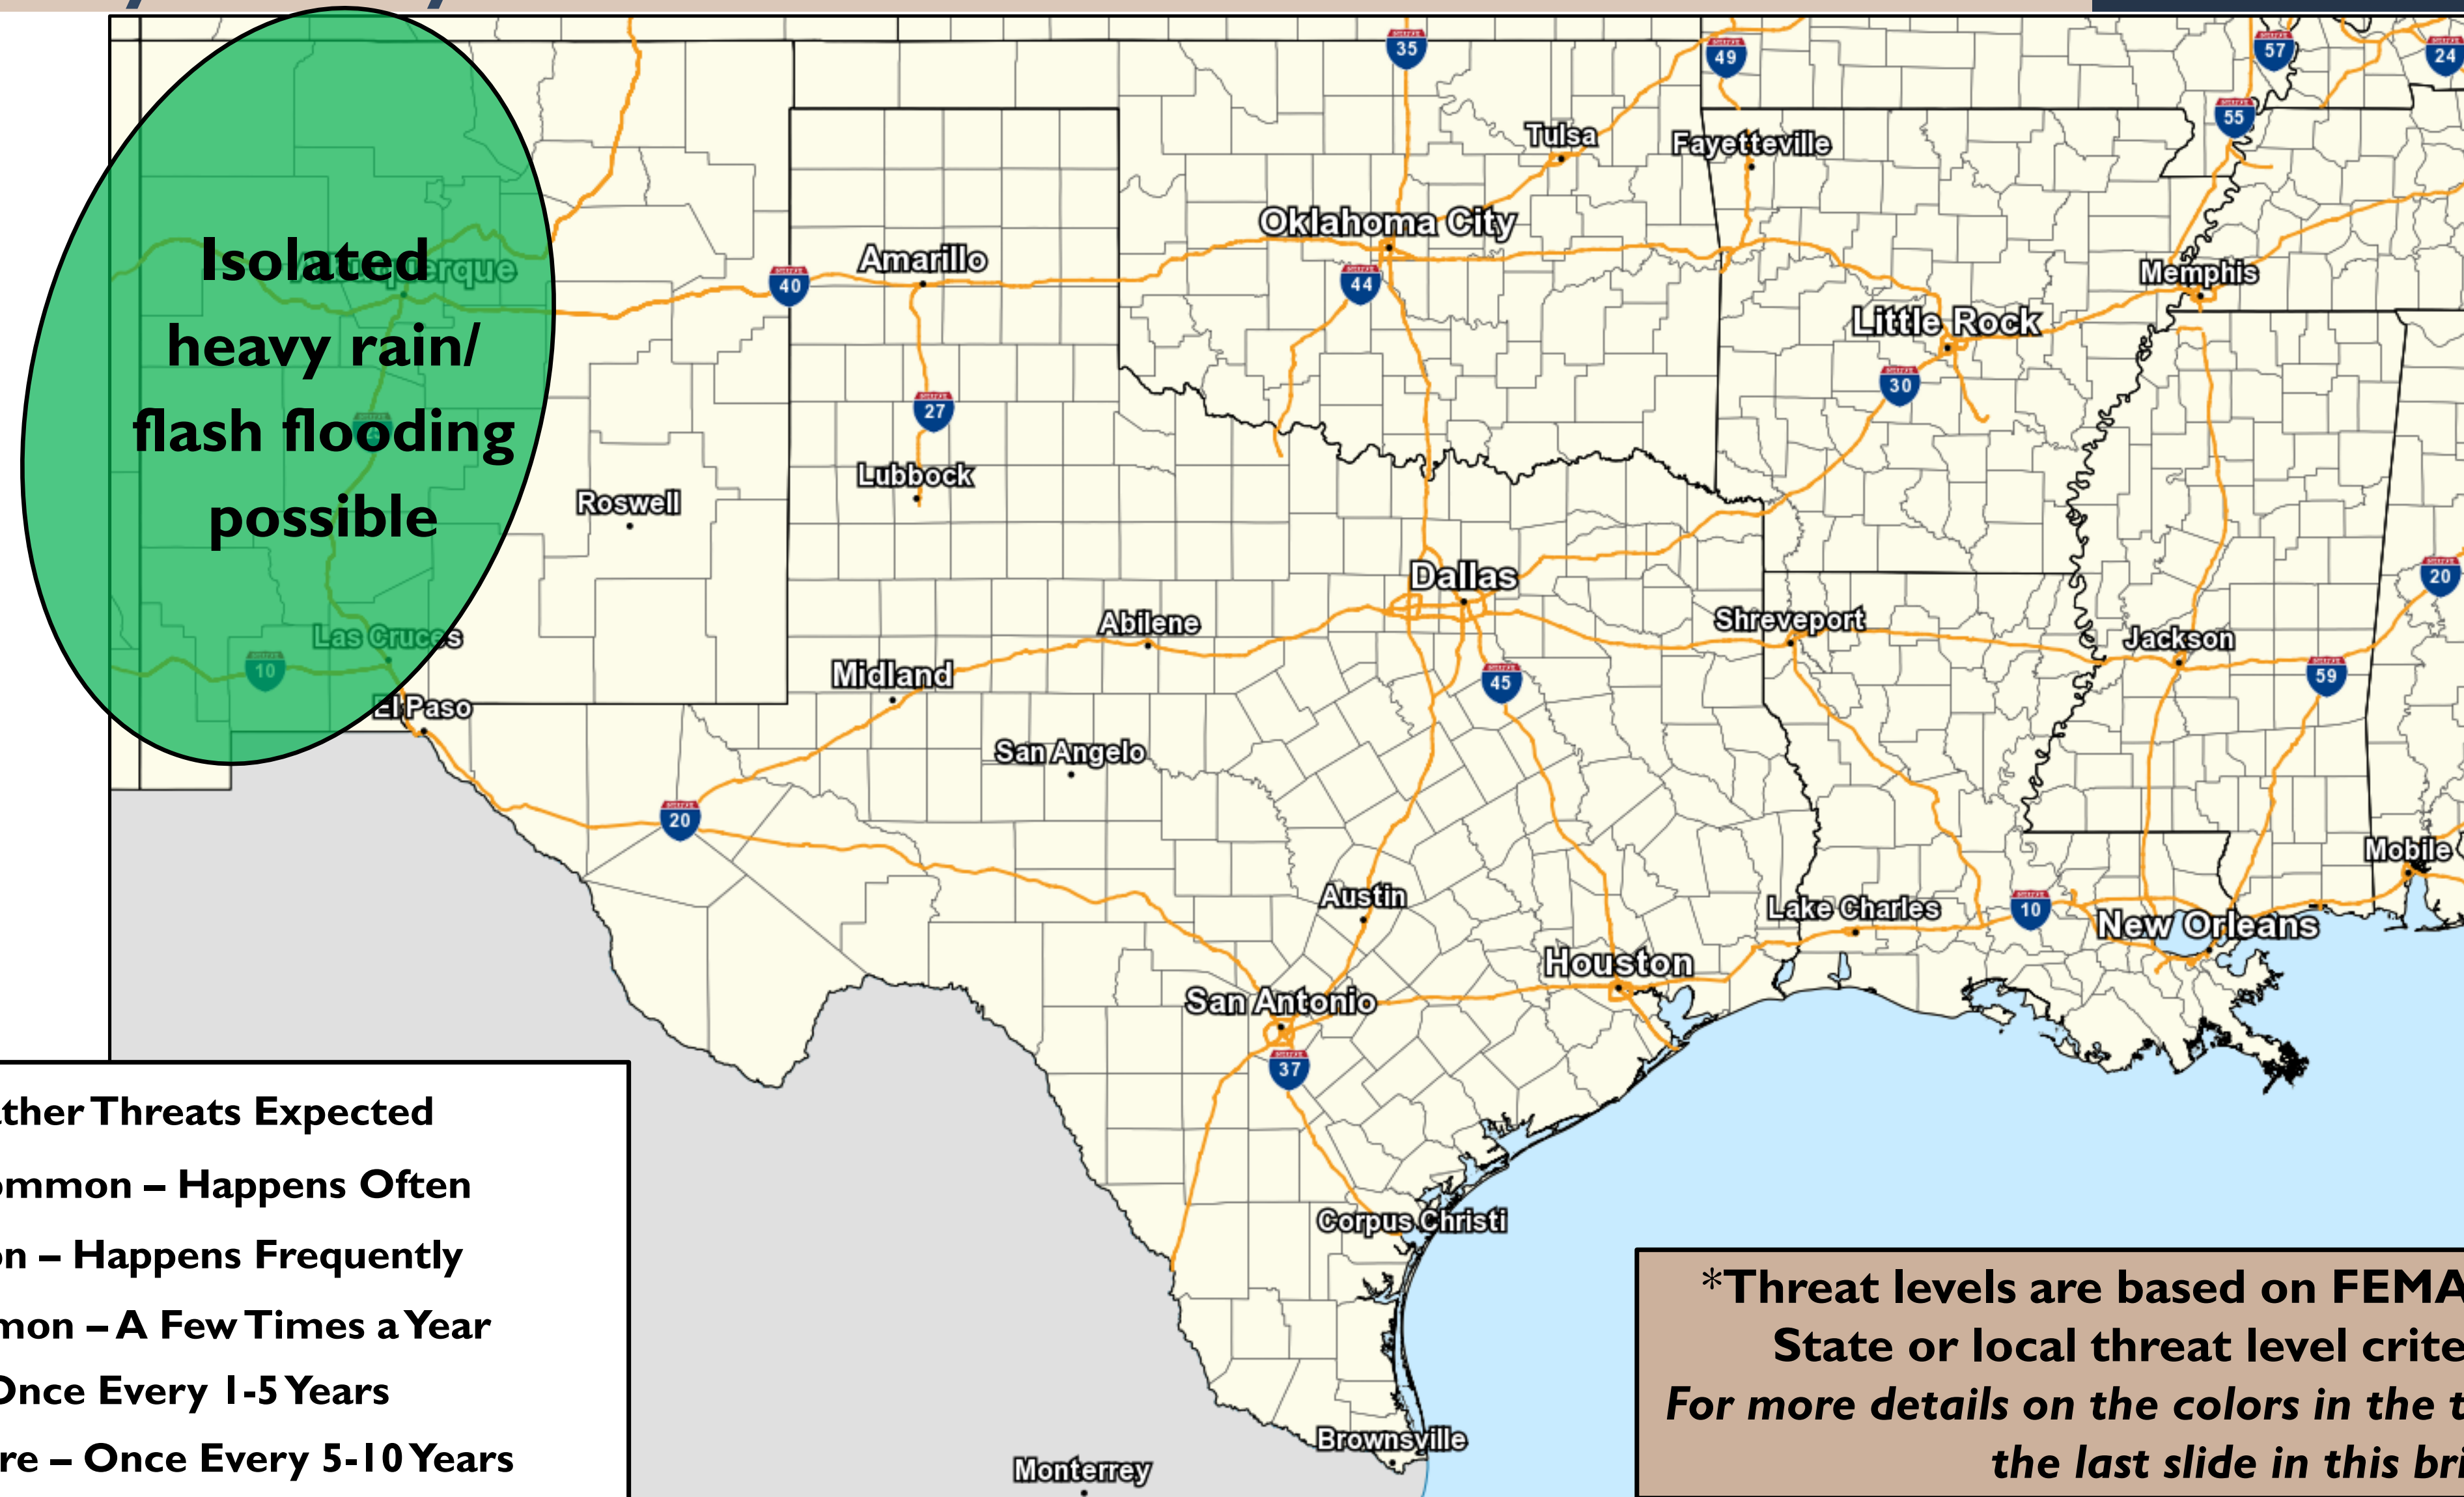 35
49
57
24
55
Tulsa
Fayetteville
Oklahoma City
Isolated
heavy rain/
flash flooding
possible
Albuquerque
Amarillo
40
44
Memphis
Little Rock
30
27
25
Lubbock
Roswell
Dallas
20
Abilene
Shreveport
Jackson
Las Cruces
10
Midland
45
59
El Paso
San Angelo
20
Mobile
Austin
Lake Charles
10
New Orleans
Houston
San Antonio
37
Corpus Christi
Brownsville
Monterrey
ther Threats Expected
mmon – Happens Often
n – Happens Frequently
mon – A Few Times a Year
Once Every 1-5 Years
re – Once Every 5-10 Years
*Threat levels are based on FEMA
State or local threat level crite
For more details on the colors in the t
the last slide in this bri